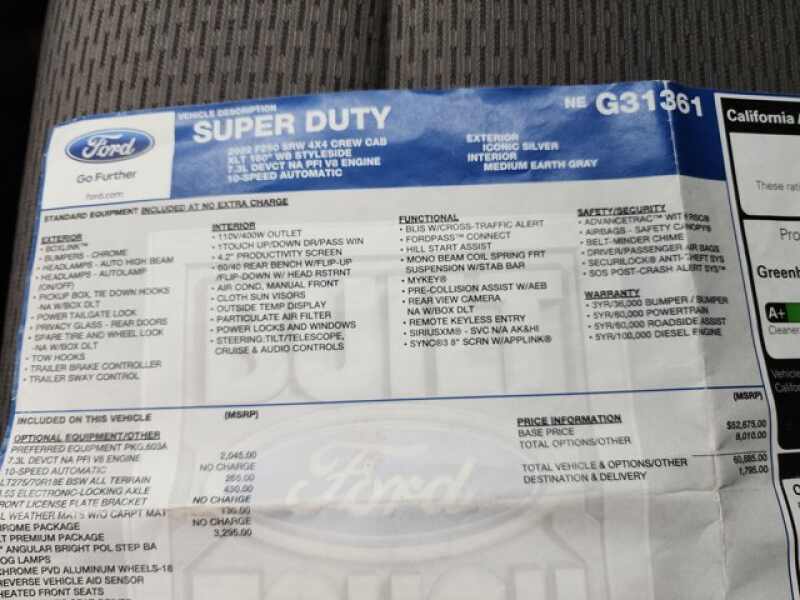 Ford
Go Further
ford.com
VEHICLE DESCRIPTION
SUPER DUTY
2022 F250 SRW 4X4 CREW CAB
XLT 160" WB STYLESIDE
7.3L DEVCT NA PFI V8 ENGINE
10-SPEED AUTOMATIC
EXTERIOR
ICONIC SILVER
INTERIOR
MEDIUM EARTH GRAY
NE G31361
STANDARD EQUIPMENT INCLUDED AT NO EXTRA CHARGE
EXTERIOR
• BOXLINK™
• BUMPERS - CHROME
• HEADLAMPS - AUTO HIGH BEAM
• HEADLAMPS - AUTOLAMP
(ON/OFF)
• PICKUP BOX, TIE DOWN HOOKS
NA W/BOX DLT
• POWER TAILGATE LOCK
• PRIVACY GLASS - REAR DOORS
• SPARE TIRE AND WHEEL LOCK
-NA W/BOX DLT
• TOW HOOKS
• TRAILER BRAKE CONTROLLER
• TRAILER SWAY CONTROL
INTERIOR
• 110V/400W OUTLET
• 1TOUCH UP/DOWN DR/PASS WIN
• 4.2" PRODUCTIVITY SCREEN
• 60/40 REAR BENCH W/FLIP-UP
/FLIP-DOWN W/ HEAD RSTRNT
• AIR COND, MANUAL FRONT
• CLOTH SUN VISORS
• OUTSIDE TEMP DISPLAY
• PARTICULATE AIR FILTER
• POWER LOCKS AND WINDOWS
• STEERING:TILT/TELESCOPE,
CRUISE & AUDIO CONTROLS
FUNCTIONAL
• BLIS W/CROSS-TRAFFIC ALERT
• FORDPASS™ CONNECT
• HILL START ASSIST
• MONO BEAM COIL SPRING FRT
SUSPENSION W/STAB BAR
• MYKEY®
• PRE-COLLISION ASSIST W/AEB
• REAR VIEW CAMERA
NA W/BOX DLT
• REMOTE KEYLESS ENTRY
• SIRIUSXM® - SVC N/A AK&HI
• SYNC®3 8" SCRN W/APPLINK®
SAFETY/SECURITY
• ADVANCETRAC™ WITH RSC®
• AIRBAGS - SAFETY CANOPY®
• BELT-MINDER CHIME
• DRIVER/PASSENGER AIR BAGS
• SECURILOCK® ANTI-THEFT SYS
• SOS POST-CRASH ALERT SYS™
WARRANTY
• 3YR/36,000 BUMPER / BUMPER
• 5YR/60,000 POWERTRAIN
• 5YR/60,000 ROADSIDE ASSIST
• 5YR/100,000 DIESEL ENGINE
INCLUDED ON THIS VEHICLE (MSRP)
OPTIONAL EQUIPMENT/OTHER
PREFERRED EQUIPMENT PKG.603A 2,045.00
7.3L DEVCT NA PFI V8 ENGINE
10-SPEED AUTOMATIC NO CHARGE
LT275/70R18E BSW ALL TERRAIN 265.00
ELECTRONIC-LOCKING AXLE 430.00
FRONT LICENSE PLATE BRACKET NO CHARGE
WEATHER MATS W/O CARPT MAT
CHROME PACKAGE NO CHARGE
PREMIUM PACKAGE 3,295.00
ANGULAR BRIGHT POL STEP BA
FOG LAMPS
CHROME PVD ALUMINUM WHEELS-18
REVERSE VEHICLE AID SENSOR
HEATED FRONT SEATS
PRICE INFORMATION (MSRP)
BASE PRICE $52,675.00
TOTAL OPTIONS/OTHER 8,010.00
TOTAL VEHICLE & OPTIONS/OTHER 60,685.00
DESTINATION & DELIVERY 1,795.00
California
These rati
Pro
Greenh
A+
Cleaner
Vehicle
Californ